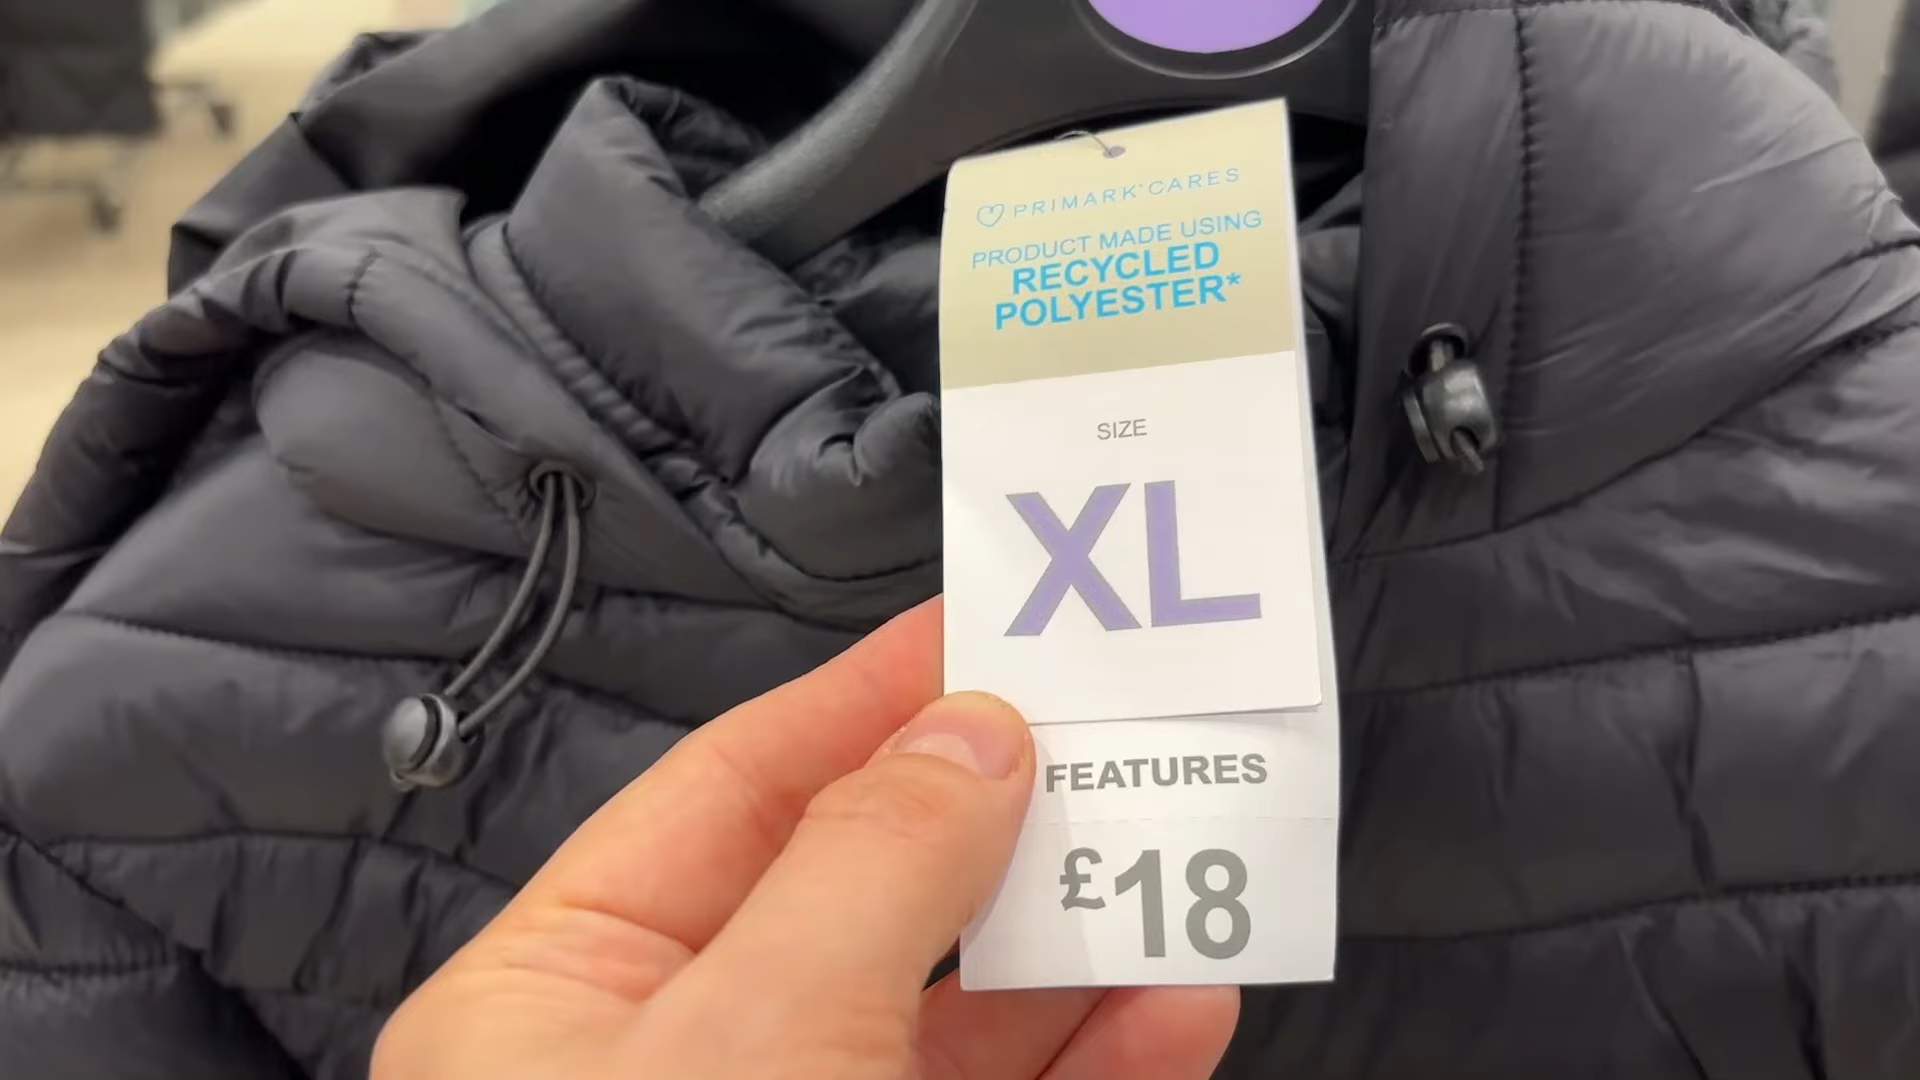 PRIMARK CARES
PRODUCT MADE USING
RECYCLED
POLYESTER*
SIZE
XL
FEATURES
£18